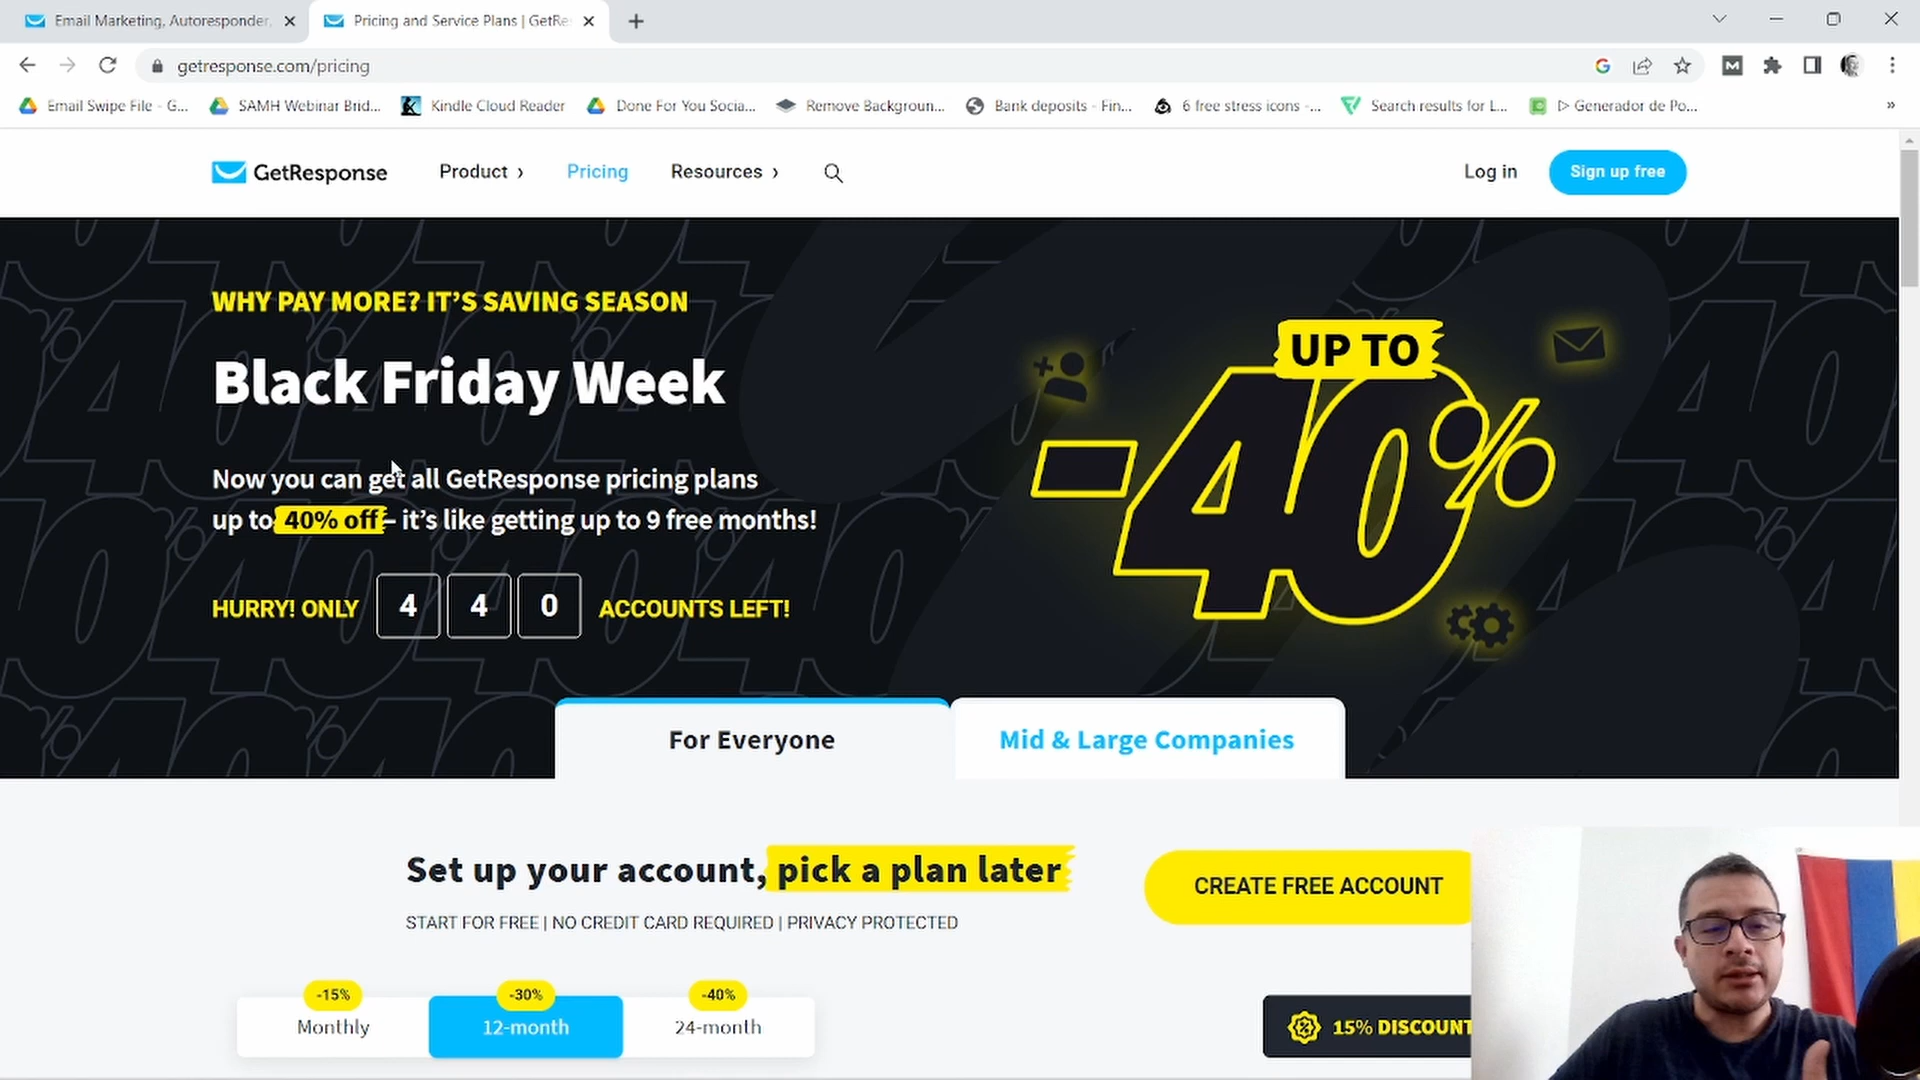 Email Marketing, Autoresponder,
Pricing and Service Plans | GetRe
getresponse.com/pricing
Email Swipe File - G...
SAMH Webinar Brid...
Kindle Cloud Reader
Done For You Socia...
Remove Backgroun...
Bank deposits - Fin...
6 free stress icons -...
Search results for L...
▷ Generador de Po...
»
GetResponse
Product ›
Pricing
Resources ›
Log in
Sign up free
WHY PAY MORE? IT'S SAVING SEASON
Black Friday Week
Now you can get all GetResponse pricing plans
up to 40% off – it's like getting up to 9 free months!
HURRY! ONLY 4 4 0 ACCOUNTS LEFT!
UP TO
-40%
For Everyone
Mid & Large Companies
Set up your account, pick a plan later
START FOR FREE | NO CREDIT CARD REQUIRED | PRIVACY PROTECTED
CREATE FREE ACCOUNT
-15%
Monthly
-30%
12-month
-40%
24-month
15% DISCOUNT